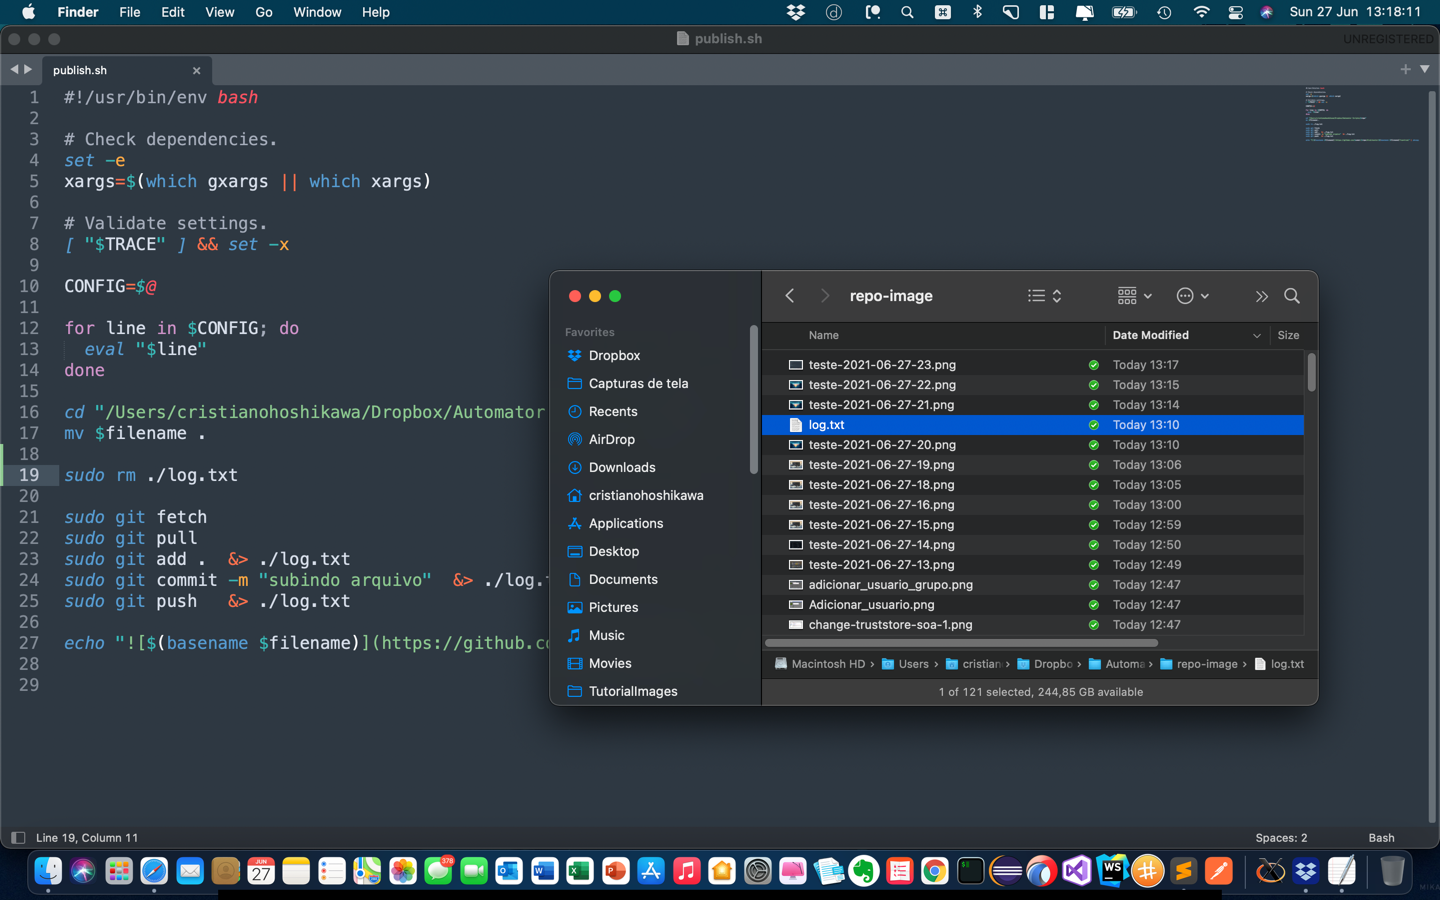 Finder File Edit View Go Window Help Sun 27 Jun 13:18:11
publish.sh UNREGISTERED
publish.sh ×
1 #!/usr/bin/env bash
2
3 # Check dependencies.
4 set -e
5 xargs=$(which gxargs || which xargs)
6
7 # Validate settings.
8 [ "$TRACE" ] && set -x
9
10 CONFIG=$@
11
12 for line in $CONFIG; do
13 eval "$line"
14 done
15
16 cd "/Users/cristianohoshikawa/Dropbox/Automator
17 mv $filename .
18
19 sudo rm ./log.txt
20
21 sudo git fetch
22 sudo git pull
23 sudo git add . &> ./log.txt
24 sudo git commit -m "subindo arquivo" &> ./log.
25 sudo git push &> ./log.txt
26
27 echo "![$(basename $filename)](https://github.co
28
29
repo-image
Favorites
Dropbox
Capturas de tela
Recents
AirDrop
Downloads
cristianohoshikawa
Applications
Desktop
Documents
Pictures
Music
Movies
TutorialImages
Name Date Modified Size
teste-2021-06-27-23.png Today 13:17
teste-2021-06-27-22.png Today 13:15
teste-2021-06-27-21.png Today 13:14
log.txt Today 13:10
teste-2021-06-27-20.png Today 13:10
teste-2021-06-27-19.png Today 13:06
teste-2021-06-27-18.png Today 13:05
teste-2021-06-27-16.png Today 13:00
teste-2021-06-27-15.png Today 12:59
teste-2021-06-27-14.png Today 12:50
teste-2021-06-27-13.png Today 12:49
adicionar_usuario_grupo.png Today 12:47
Adicionar_usuario.png Today 12:47
change-truststore-soa-1.png Today 12:47
Macintosh HD › Users › cristian › Dropbo › Automa › repo-image › log.txt
1 of 121 selected, 244,85 GB available
Line 19, Column 11 Spaces: 2 Bash
376
JUN
27
WS